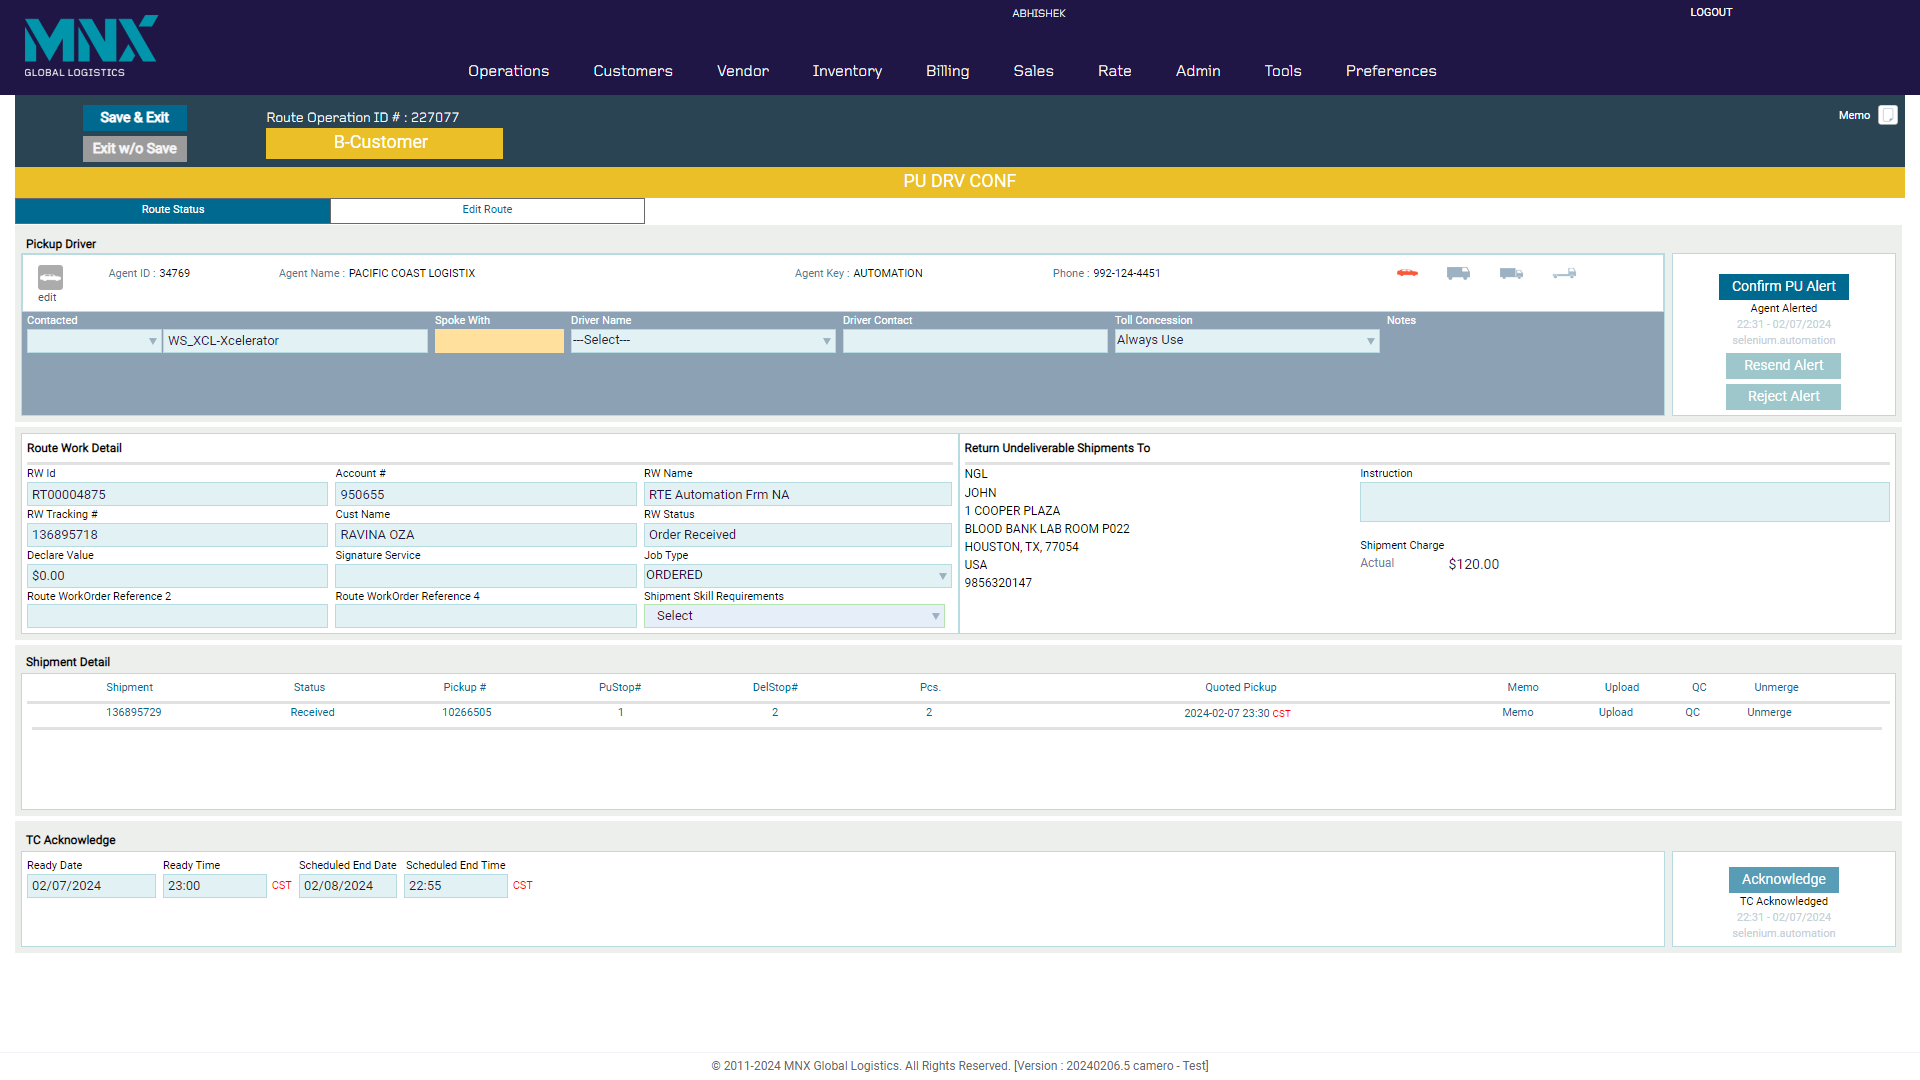 ABHISHEK
LOGOUT
MNX
GLOBAL LOGISTICS
Operations Customers Vendor Inventory Billing Sales Rate Admin Tools Preferences
Save & Exit
Exit w/o Save
Route Operation ID # : 227077
B-Customer
Memo
PU DRV CONF
Route Status Edit Route
Pickup Driver
edit
Agent ID : 34769 Agent Name : PACIFIC COAST LOGISTIX Agent Key : AUTOMATION Phone : 992-124-4451
Contacted Spoke With Driver Name Driver Contact Toll Concession Notes
WS_XCL-Xcelerator ---Select--- Always Use
Confirm PU Alert
Agent Alerted
22:31 - 02/07/2024
selenium.automation
Resend Alert
Reject Alert
Route Work Detail
RW Id Account # RW Name
RT00004875 950655 RTE Automation Frm NA
RW Tracking # Cust Name RW Status
136895718 RAVINA OZA Order Received
Declare Value Signature Service Job Type
$0.00 ORDERED
Route WorkOrder Reference 2 Route WorkOrder Reference 4 Shipment Skill Requirements
Select
Return Undeliverable Shipments To
NGL
JOHN
1 COOPER PLAZA
BLOOD BANK LAB ROOM P022
HOUSTON, TX, 77054
USA
9856320147
Instruction
Shipment Charge
Actual $120.00
Shipment Detail
Shipment Status Pickup # PuStop# DelStop# Pcs. Quoted Pickup Memo Upload QC Unmerge
136895729 Received 10266505 1 2 2 2024-02-07 23:30 CST Memo Upload QC Unmerge
TC Acknowledge
Ready Date Ready Time Scheduled End Date Scheduled End Time
02/07/2024 23:00 CST 02/08/2024 22:55 CST
Acknowledge
TC Acknowledged
22:31 - 02/07/2024
selenium.automation
© 2011-2024 MNX Global Logistics. All Rights Reserved. [Version : 20240206.5 camero - Test]